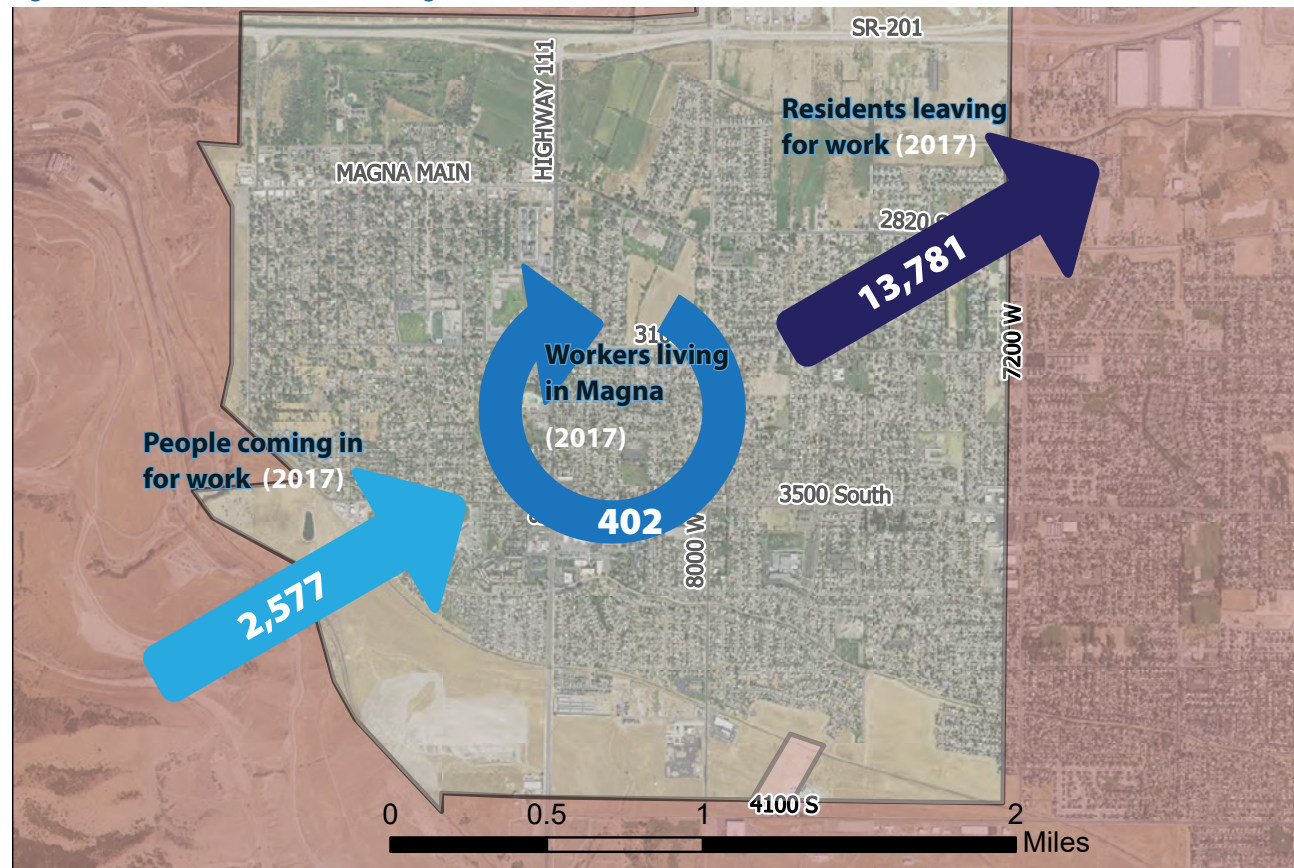 SR-201
HIGHWAY 111
Residents leaving
for work (2017)
MAGNA MAIN
2820
13,781
7200 W
Workers living
in Magna
(2017)
People coming in
for work (2017)
3500 South
402
8000 W
2,577
4100 S
0 0.5 1 2
Miles